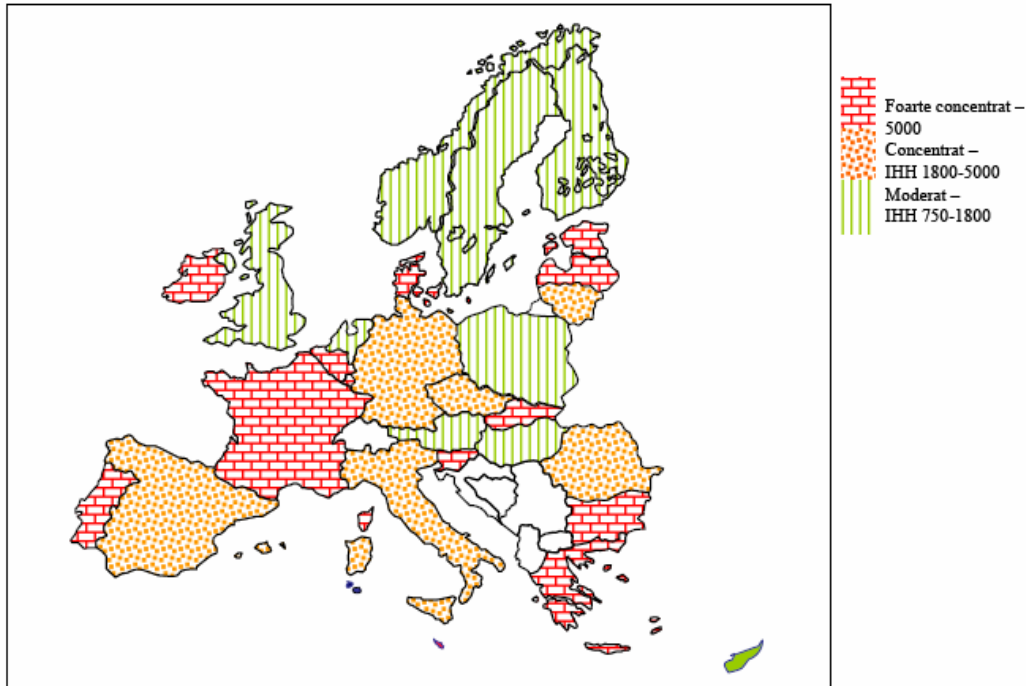 Foarte concentrat –
5000
Concentrat –
IHH 1800-5000
Moderat –
IHH 750-1800